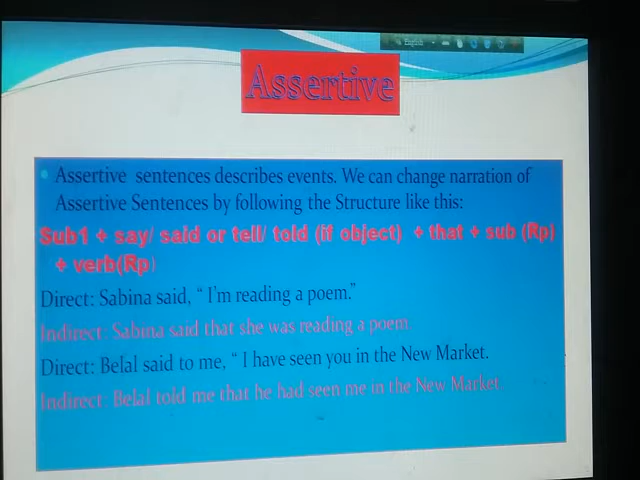 English
Assertive
Assertive sentences describes events. We can change narration of
Assertive Sentences by following the Structure like this:
Sub1 + say/ said or tell/ told (if object) + that + sub (Rp)
+ verb(Rp)
Direct: Sabina said, “ I'm reading a poem.”
Indirect: Sabina said that she was reading a poem.
Direct: Belal said to me, “ I have seen you in the New Market.
Indirect: Belal told me that he had seen me in the New Market.